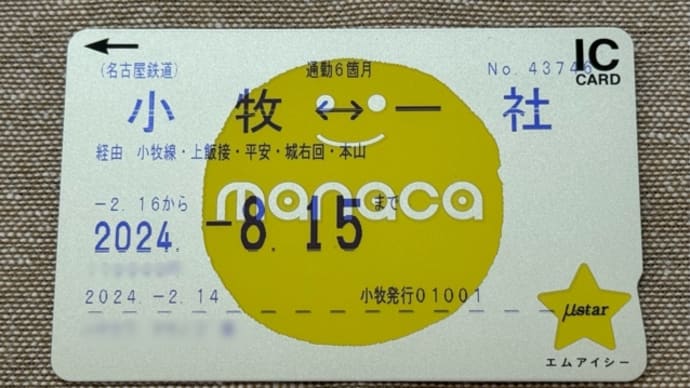 IC
CARD
(名古屋鉄道) 通勤6箇月 No. 43746
小 牧 ↔ 一 社
経由 小牧線・上飯接・平安・城右回・本山
manaca
-2.16から まで
2024. -8. 15
2024. -2.14 小牧発行01001
μstar
エムアイシー